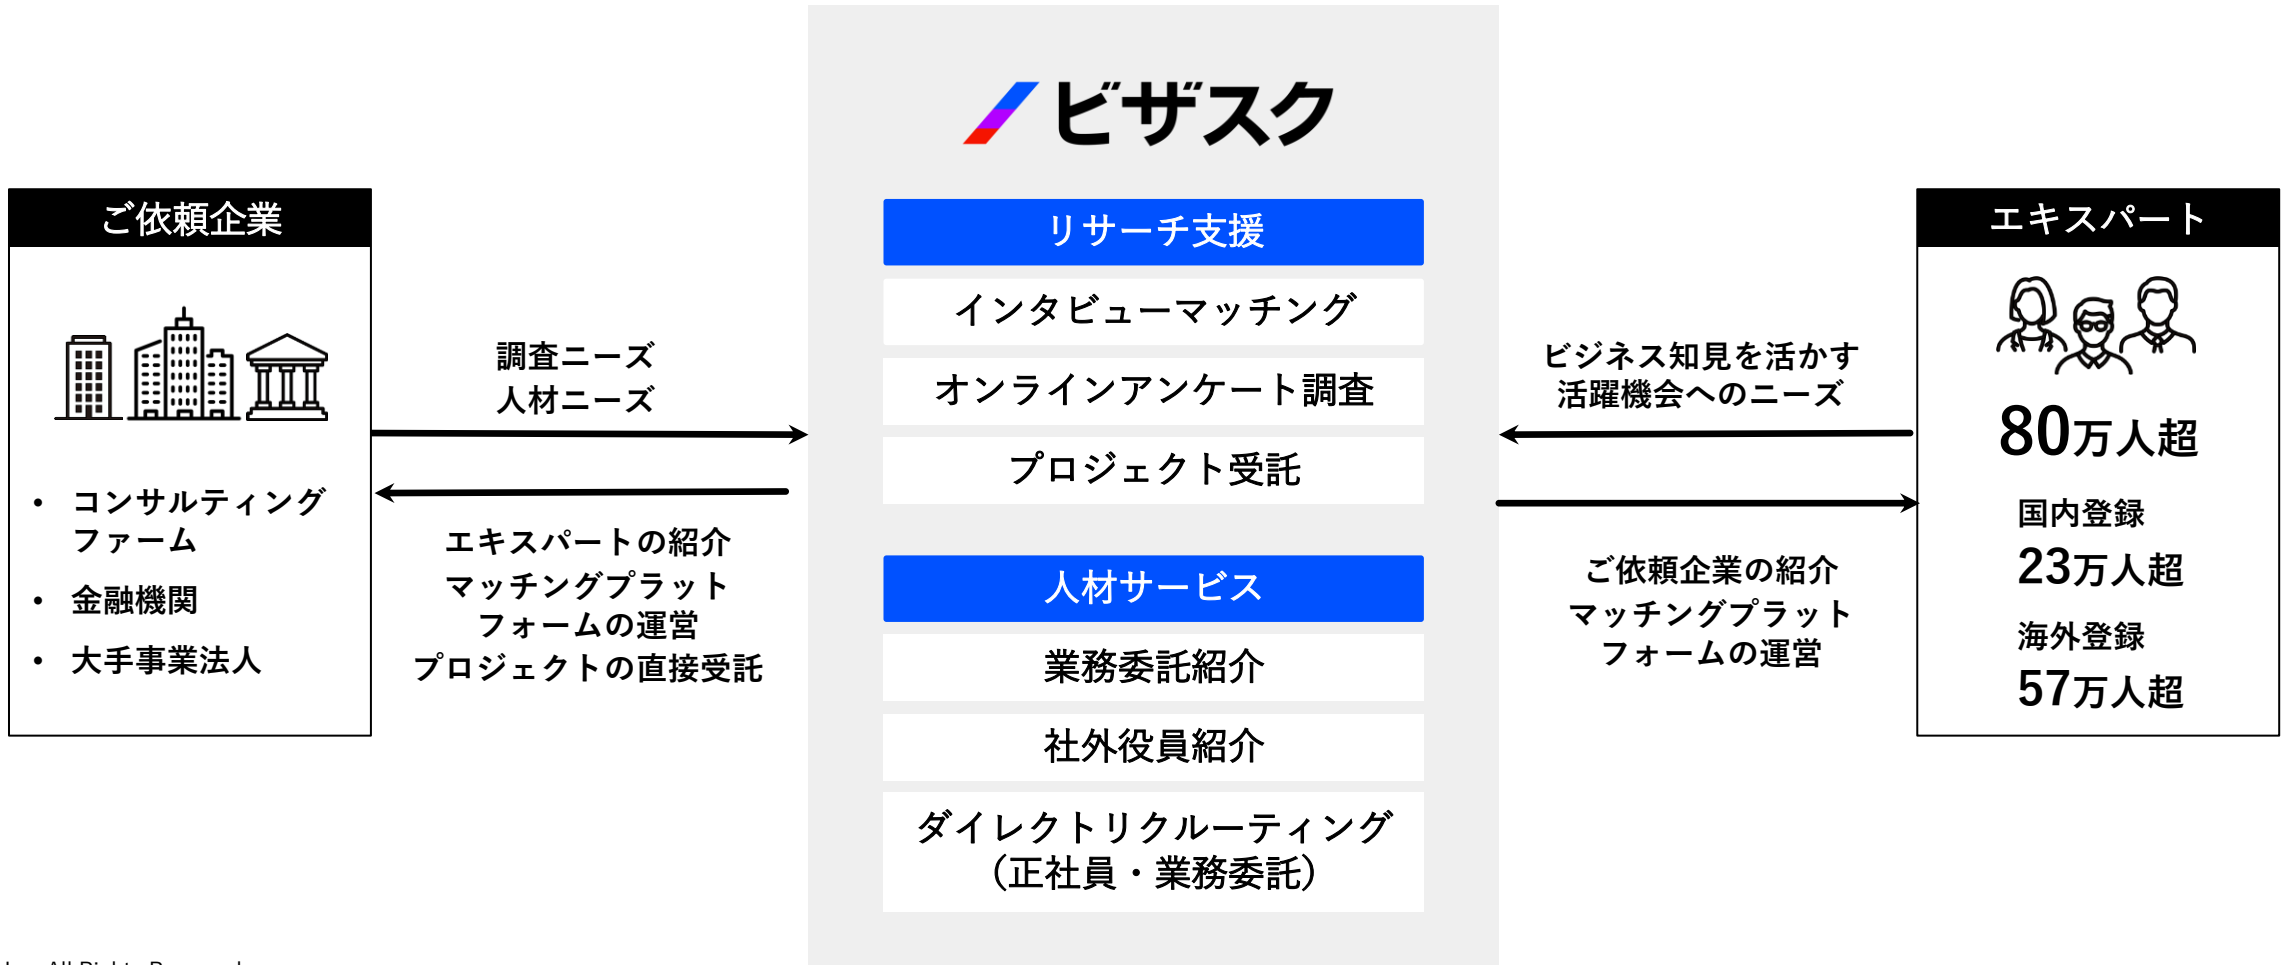 ビザスク
ご依頼企業
コンサルティング
ファーム
金融機関
大手事業法人
調査ニーズ
人材ニーズ
エキスパートの紹介
マッチングプラット
フォームの運営
プロジェクトの直接受託
リサーチ支援
インタビューマッチング
オンラインアンケート調査
プロジェクト受託
人材サービス
業務委託紹介
社外役員紹介
ダイレクトリクルーティング
（正社員・業務委託）
ビジネス知見を活かす
活躍機会へのニーズ
ご依頼企業の紹介
マッチングプラット
フォームの運営
エキスパート
80万人超
国内登録
23万人超
海外登録
57万人超